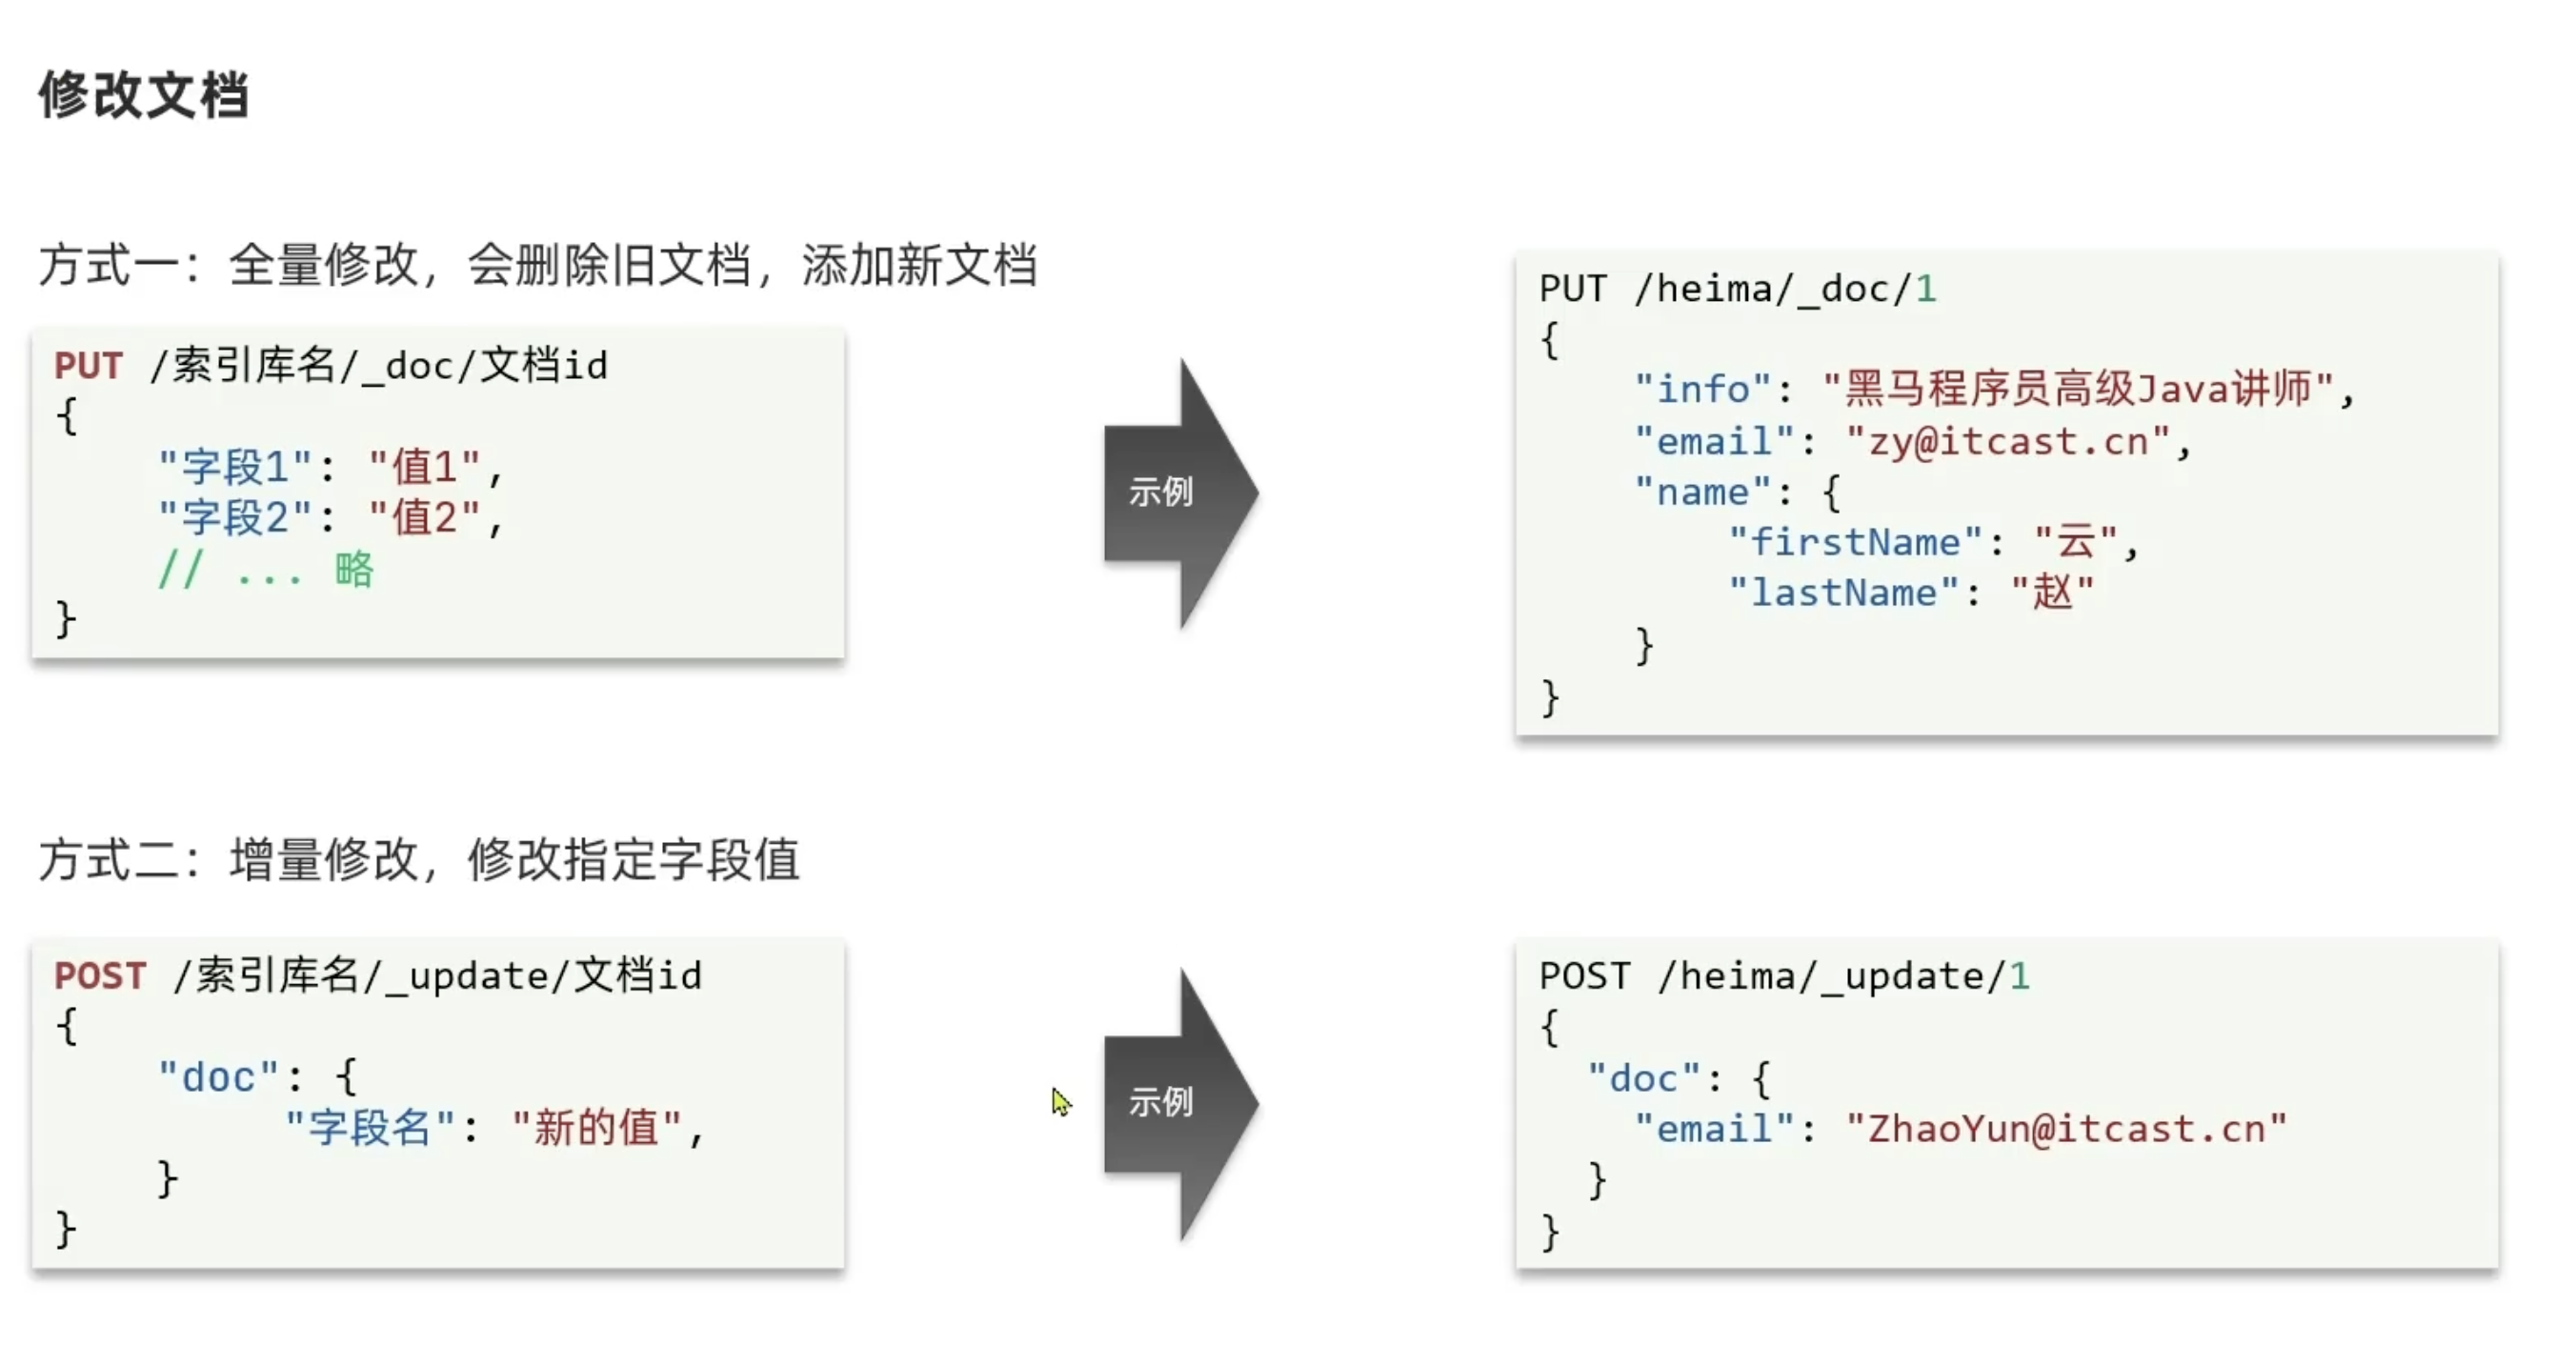 修改文档
方式一：全量修改，会删除旧文档，添加新文档
PUT /索引库名/_doc/文档id
{
    "字段1": "值1",
    "字段2": "值2",
    // ... 略
}
示例
PUT /heima/_doc/1
{
    "info": "黑马程序员高级Java讲师",
    "email": "zy@itcast.cn",
    "name": {
        "firstName": "云",
        "lastName": "赵"
    }
}
方式二：增量修改，修改指定字段值
POST /索引库名/_update/文档id
{
    "doc": {
         "字段名": "新的值",
    }
}
示例
POST /heima/_update/1
{
  "doc": {
    "email": "ZhaoYun@itcast.cn"
  }
}